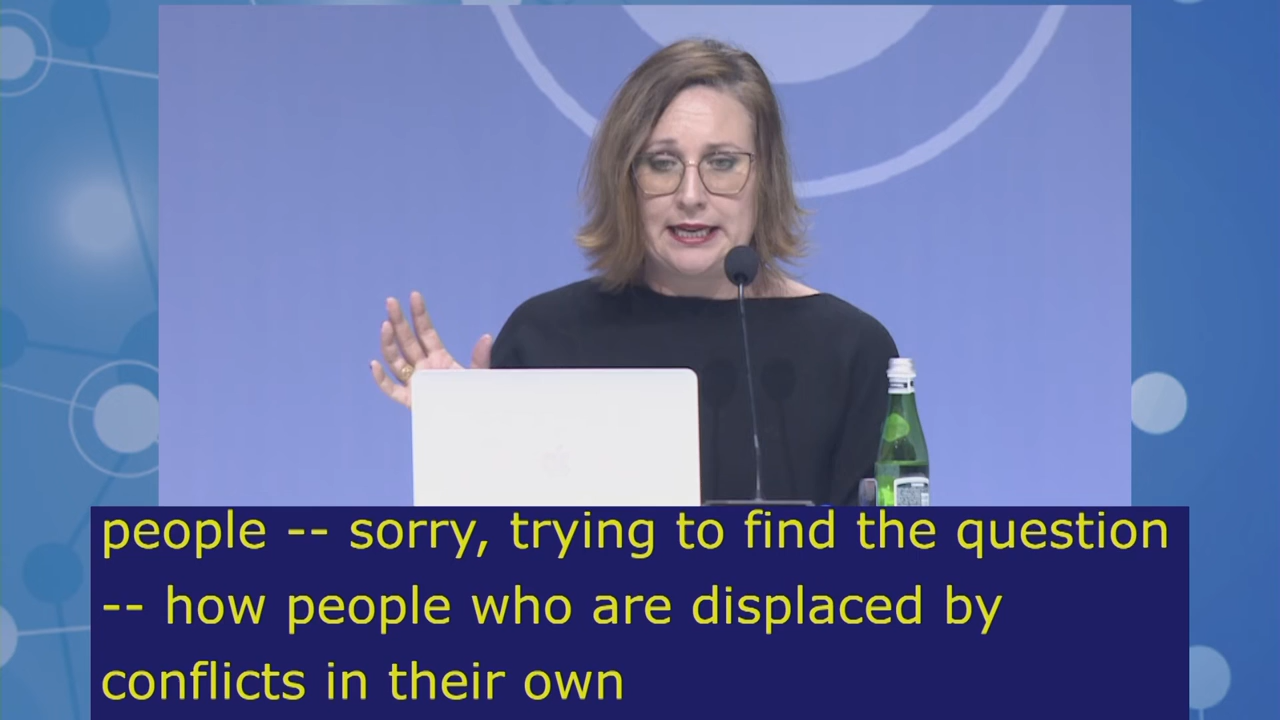 people -- sorry, trying to find the question
-- how people who are displaced by
conflicts in their own